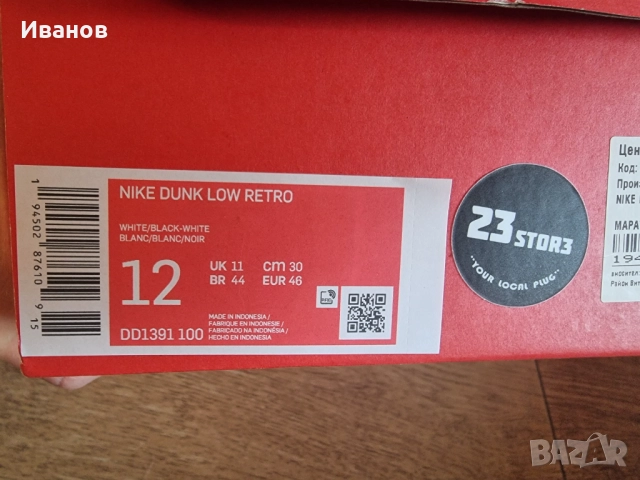 Иванов
NIKE DUNK LOW RETRO
WHITE/BLACK-WHITE
BLANC/BLANC/NOIR
12
UK 11 CM 30
BR 44 EUR 46
DD1391 100
MADE IN INDONESIA /
FABRIQUÉ EN INDONESIE /
FABRICADO NA INDONÉSIA /
HECHO EN INDONESIA
1 94502 87610 9 15
23 STOR3
"YOUR LOCAL PLUG"
Цен
Код:
Прои
NIKE
МАРА
194
вносител
BAZAR